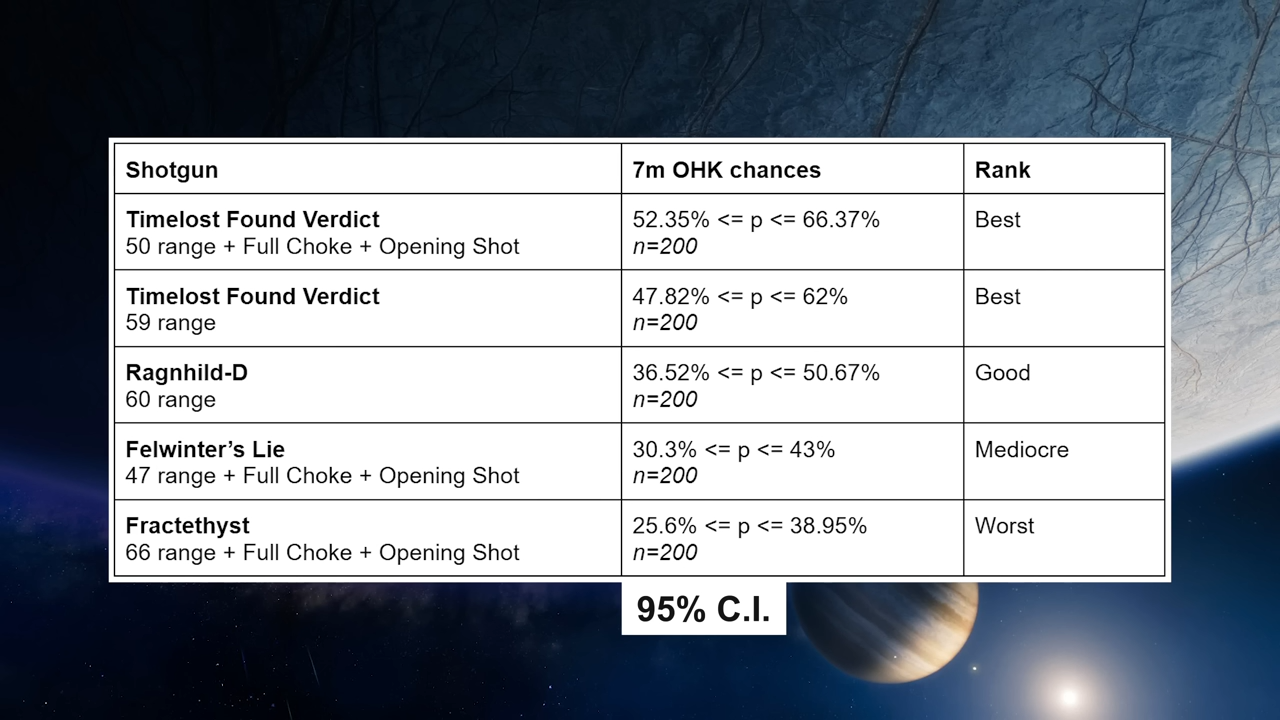 Shotgun 7m OHK chances Rank
Timelost Found Verdict 52.35% <= p <= 66.37% Best
50 range + Full Choke + Opening Shot n=200
Timelost Found Verdict 47.82% <= p <= 62% Best
59 range n=200
Ragnhild-D 36.52% <= p <= 50.67% Good
60 range n=200
Felwinter’s Lie 30.3% <= p <= 43% Mediocre
47 range + Full Choke + Opening Shot n=200
Fractethyst 25.6% <= p <= 38.95% Worst
66 range + Full Choke + Opening Shot n=200
95% C.I.